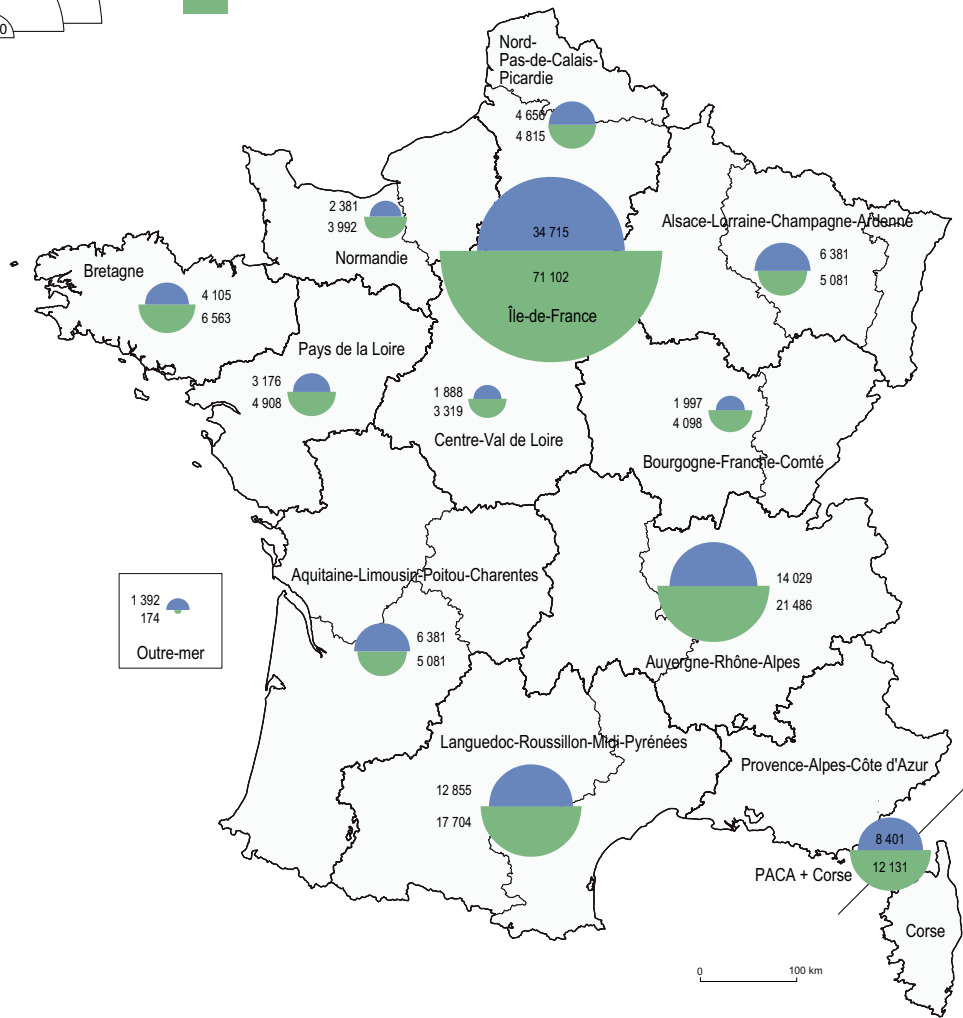 0
Nord-
Pas-de-Calais-
Picardie
4 656
4 815
2 381
3 992
Normandie
34 715
71 102
Île-de-France
Alsace-Lorraine-Champagne-Ardenne
6 381
5 081
Bretagne
4 105
6 563
Pays de la Loire
3 176
4 908
1 888
3 319
Centre-Val de Loire
1 997
4 098
Bourgogne-Franche-Comté
Aquitaine-Limousin-Poitou-Charentes
6 381
5 081
1 392
174
Outre-mer
14 029
21 486
Auvergne-Rhône-Alpes
Languedoc-Roussillon-Midi-Pyrénées
12 855
17 704
Provence-Alpes-Côte d'Azur
8 401
12 131
PACA + Corse
Corse
0 100 km